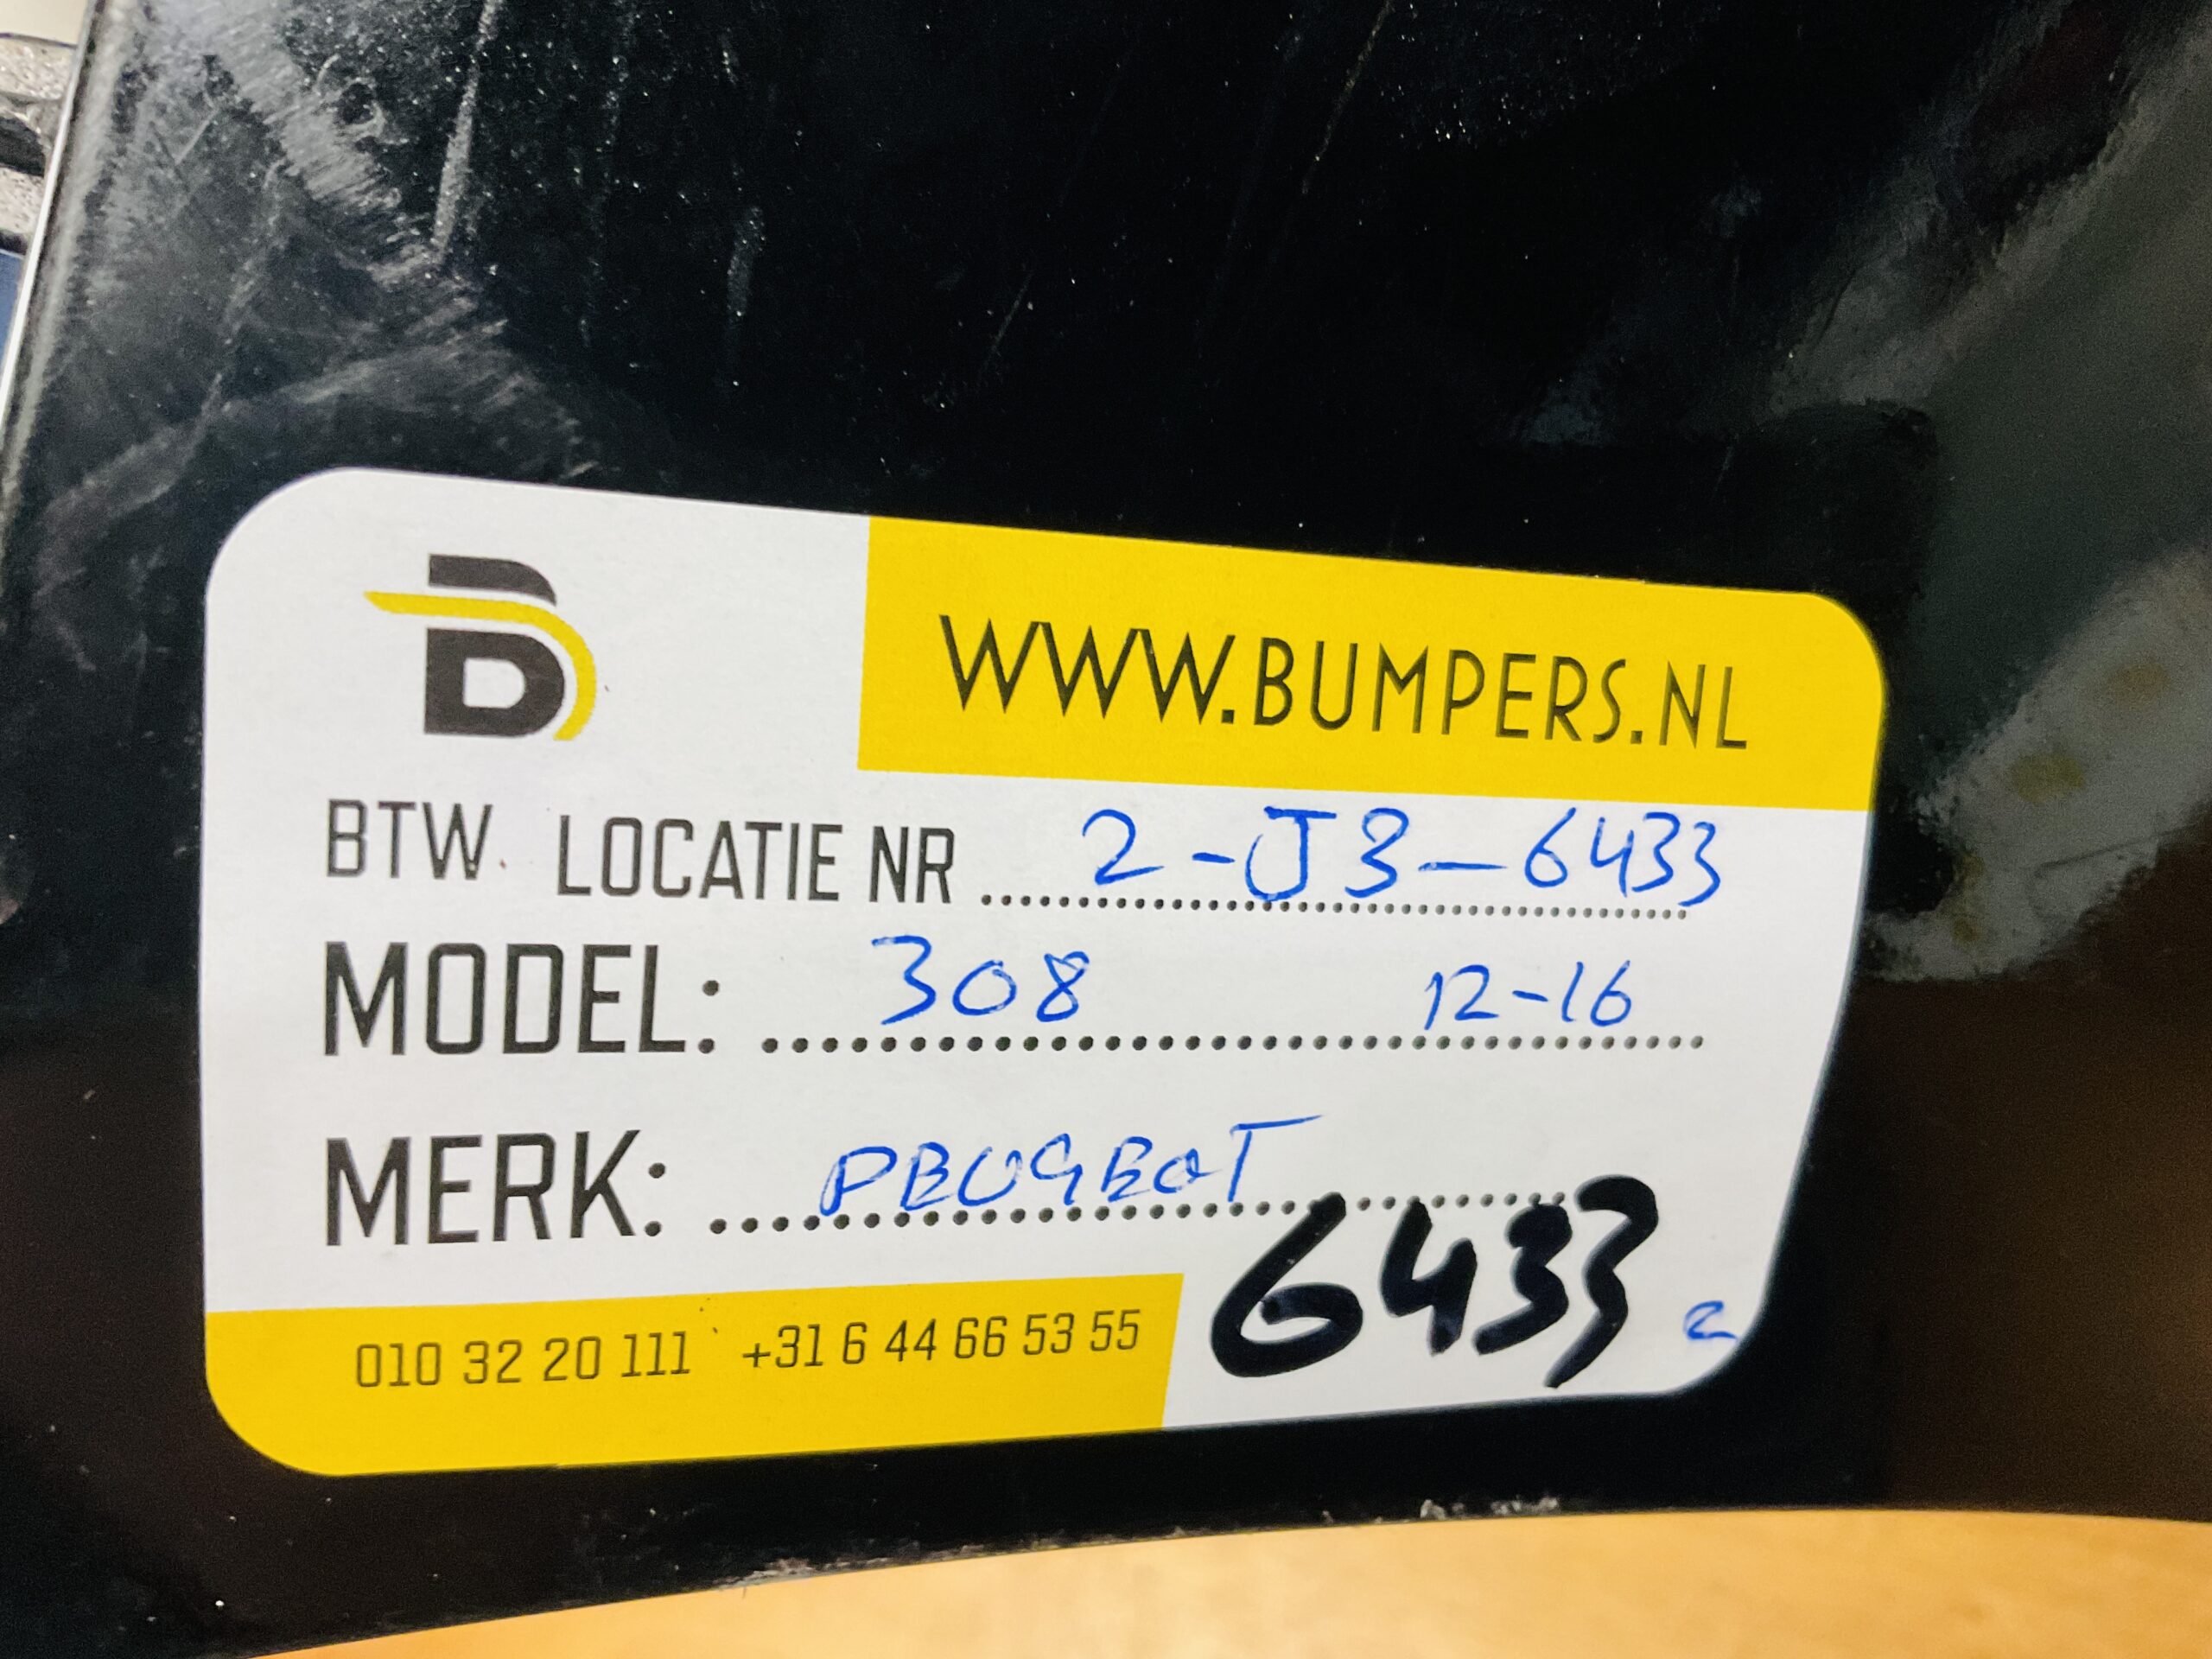 B
WWW.BUMPERS.NL
BTW LOCATIE NR 2-J3-6433
MODEL: 308 12-16
MERK: PEUGEOT
6433
2
010 32 20 111 +31 6 44 66 53 55